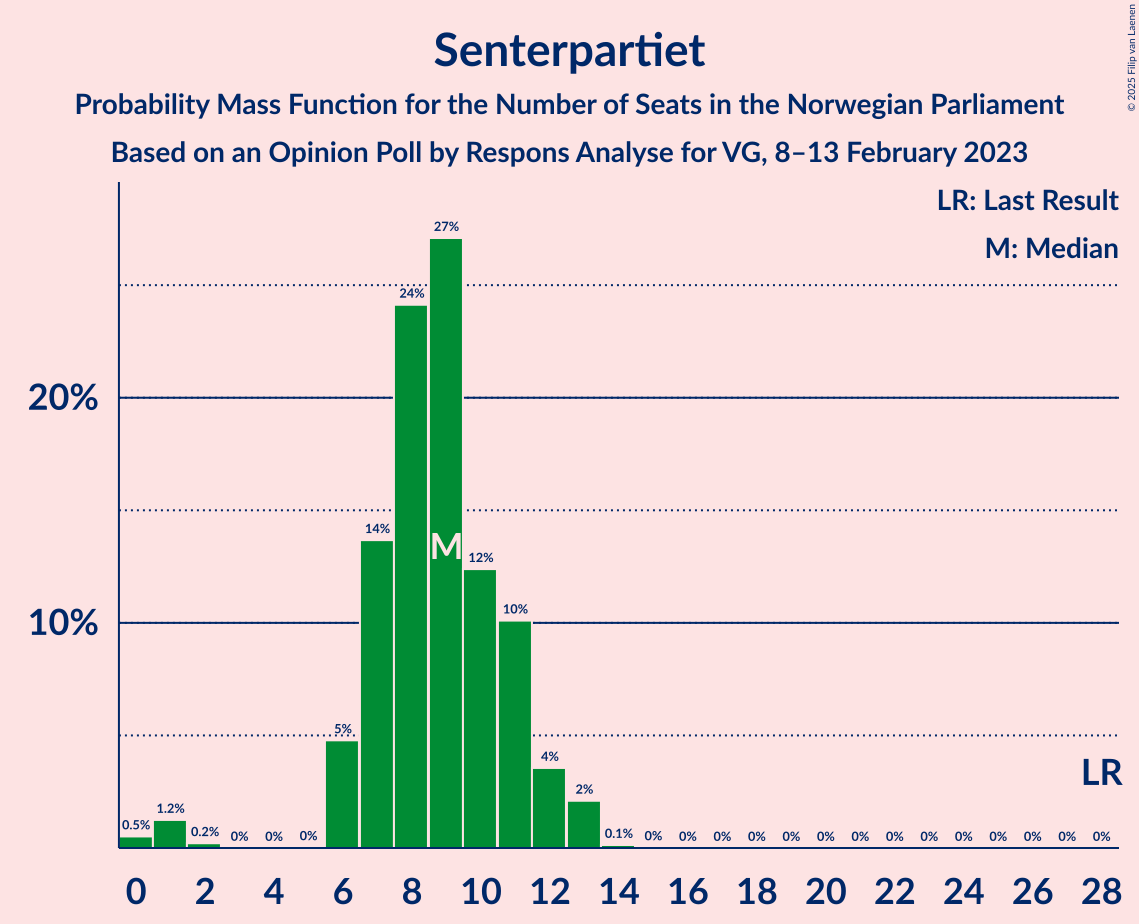 Senterpartiet
Probability Mass Function for the Number of Seats in the Norwegian Parliament
Based on an Opinion Poll by Respons Analyse for VG, 8–13 February 2023
© 2025 Filip van Laenen
LR: Last Result
M: Median
20%
10%
0.5% 1.2% 0.2% 0% 0% 0% 5% 14% 24% 27% 12% 10% 4% 2% 0.1% 0% 0% 0% 0% 0% 0% 0% 0% 0% 0% 0% 0% 0% 0%
M
LR
0 2 4 6 8 10 12 14 16 18 20 22 24 26 28